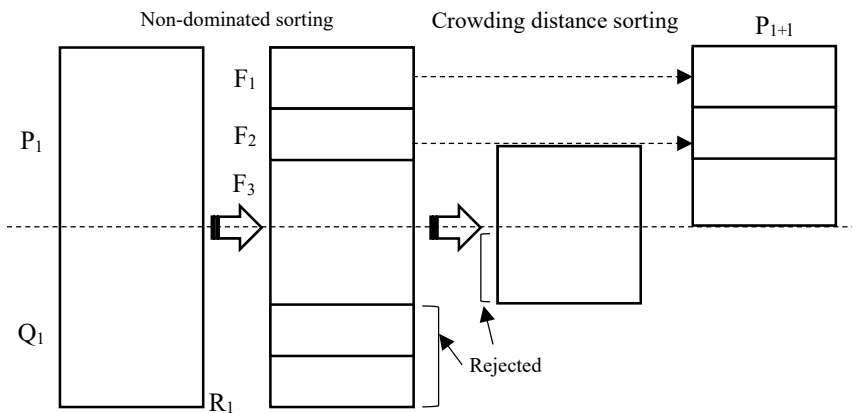 Non-dominated sorting
Crowding distance sorting
P1+1
F1
P1
F2
F3
Q1
Rejected
R1